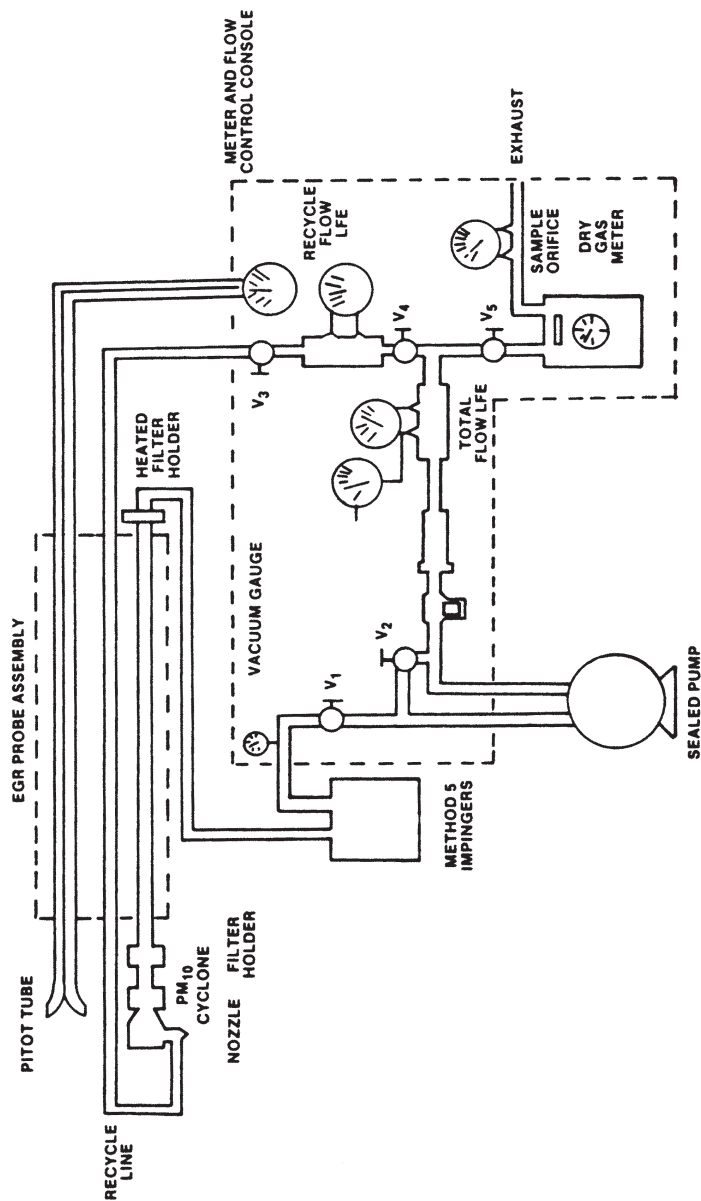 PITOT TUBE
EGR PROBE ASSEMBLY
RECYCLE
LINE
PM10
CYCLONE
NOZZLE
FILTER
HOLDER
HEATED
FILTER
HOLDER
METER AND FLOW
CONTROL CONSOLE
VACUUM GAUGE
V1
V2
V3
RECYCLE
FLOW
LFE
V4
V5
TOTAL
FLOW LFE
SAMPLE
ORIFICE
DRY
GAS
METER
EXHAUST
METHOD 5
IMPINGERS
SEALED PUMP